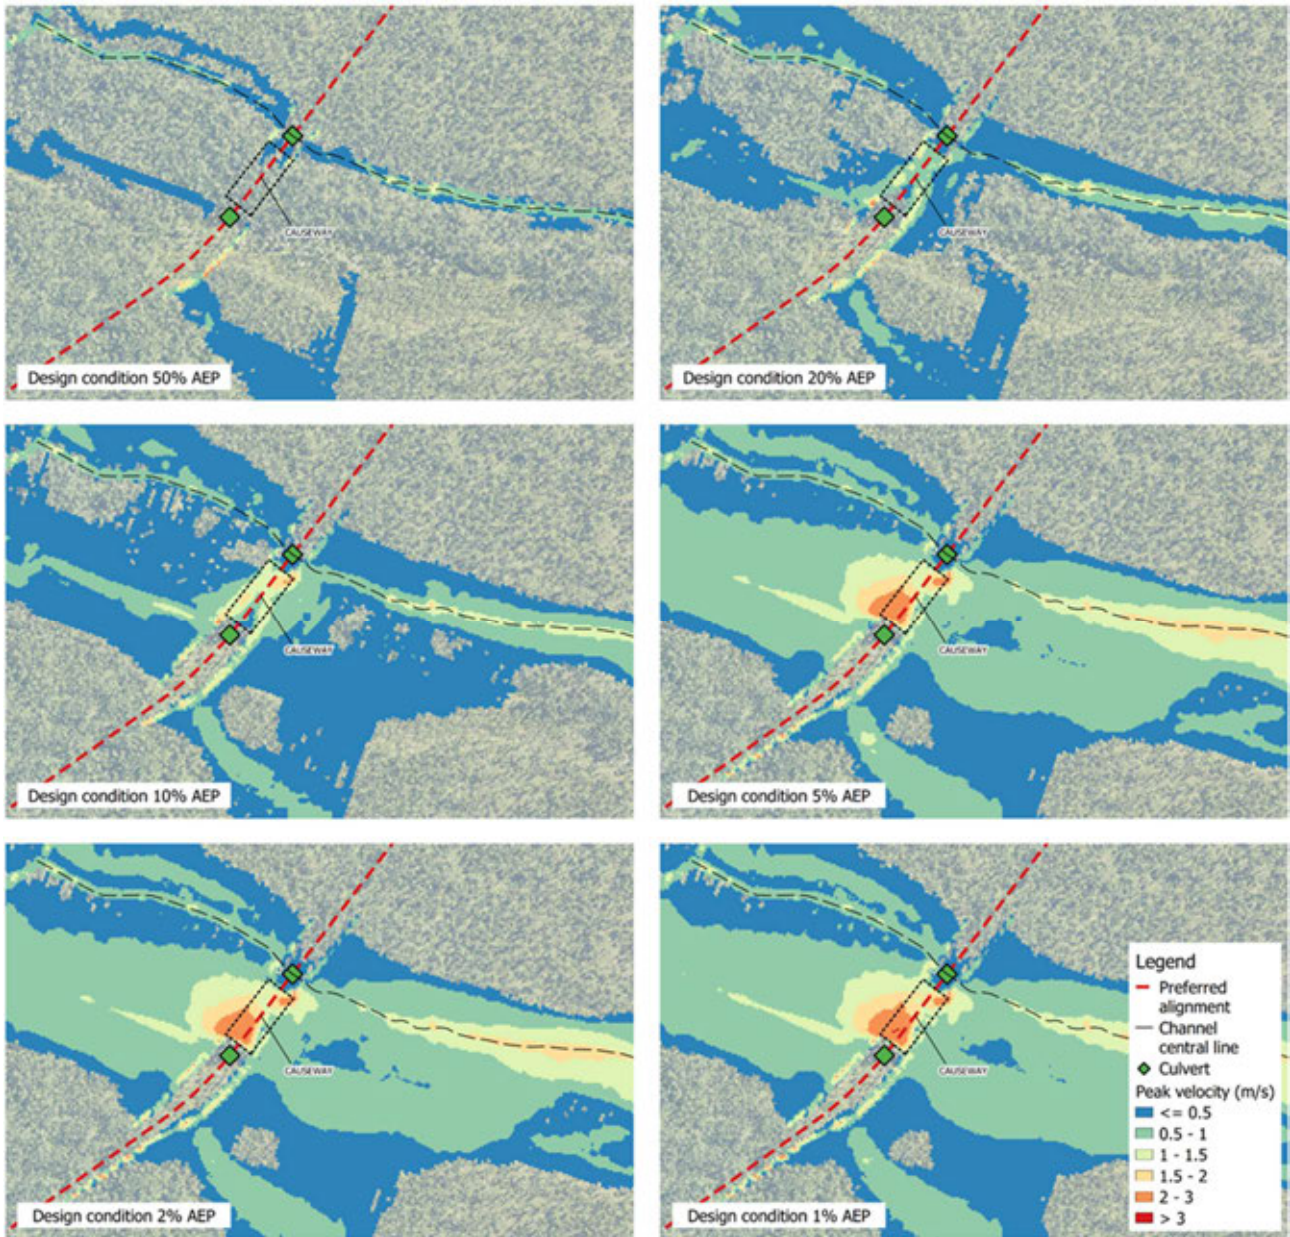 CAUSEWAY
Design condition 50% AEP
CAUSEWAY
Design condition 20% AEP
CAUSEWAY
Design condition 10% AEP
CAUSEWAY
Design condition 5% AEP
CAUSEWAY
Design condition 2% AEP
CAUSEWAY
Design condition 1% AEP
Legend
Preferred
alignment
Channel
central line
Culvert
Peak velocity (m/s)
<= 0.5
0.5 - 1
1 - 1.5
1.5 - 2
2 - 3
> 3